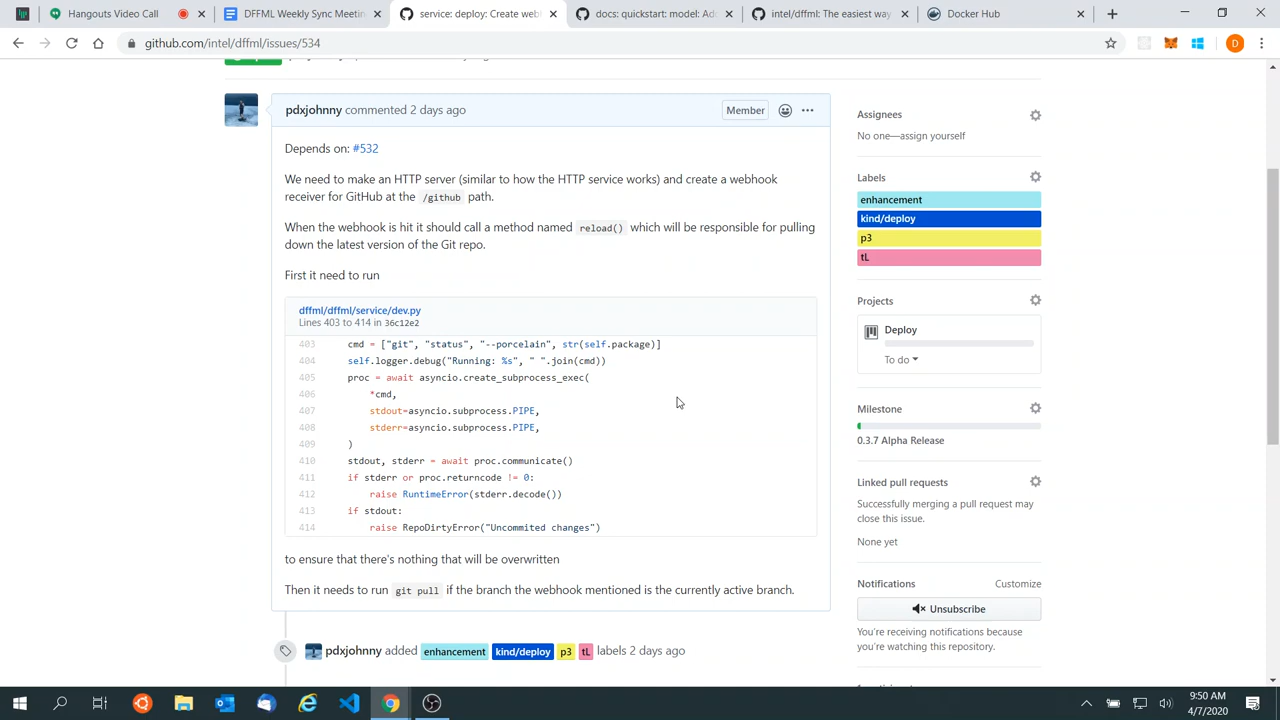 Hangouts Video Call
DFFML Weekly Sync Meetin
service: deploy: Create webh
docs: quickstart: model: Ad
intel/dffml: The easiest way
Docker Hub
github.com/intel/dffml/issues/534
D
pdxjohnny commented 2 days ago
Member
Depends on: #532
We need to make an HTTP server (similar to how the HTTP service works) and create a webhook
receiver for GitHub at the /github path.
When the webhook is hit it should call a method named reload() which will be responsible for pulling
down the latest version of the Git repo.
First it need to run
dffml/dffml/service/dev.py
Lines 403 to 414 in 36c12e2
403 cmd = ["git", "status", "--porcelain", str(self.package)]
404 self.logger.debug("Running: %s", " ".join(cmd))
405 proc = await asyncio.create_subprocess_exec(
406 *cmd,
407 stdout=asyncio.subprocess.PIPE,
408 stderr=asyncio.subprocess.PIPE,
409 )
410 stdout, stderr = await proc.communicate()
411 if stderr or proc.returncode != 0:
412 raise RuntimeError(stderr.decode())
413 if stdout:
414 raise RepoDirtyError("Uncommited changes")
to ensure that there's nothing that will be overwritten
Then it needs to run git pull if the branch the webhook mentioned is the currently active branch.
pdxjohnny added enhancement kind/deploy p3 tL labels 2 days ago
Assignees
No one—assign yourself
Labels
enhancement
kind/deploy
p3
tL
Projects
Deploy
To do
Milestone
0.3.7 Alpha Release
Linked pull requests
Successfully merging a pull request may
close this issue.
None yet
Notifications
Customize
Unsubscribe
You're receiving notifications because
you're watching this repository.
9:50 AM
4/7/2020